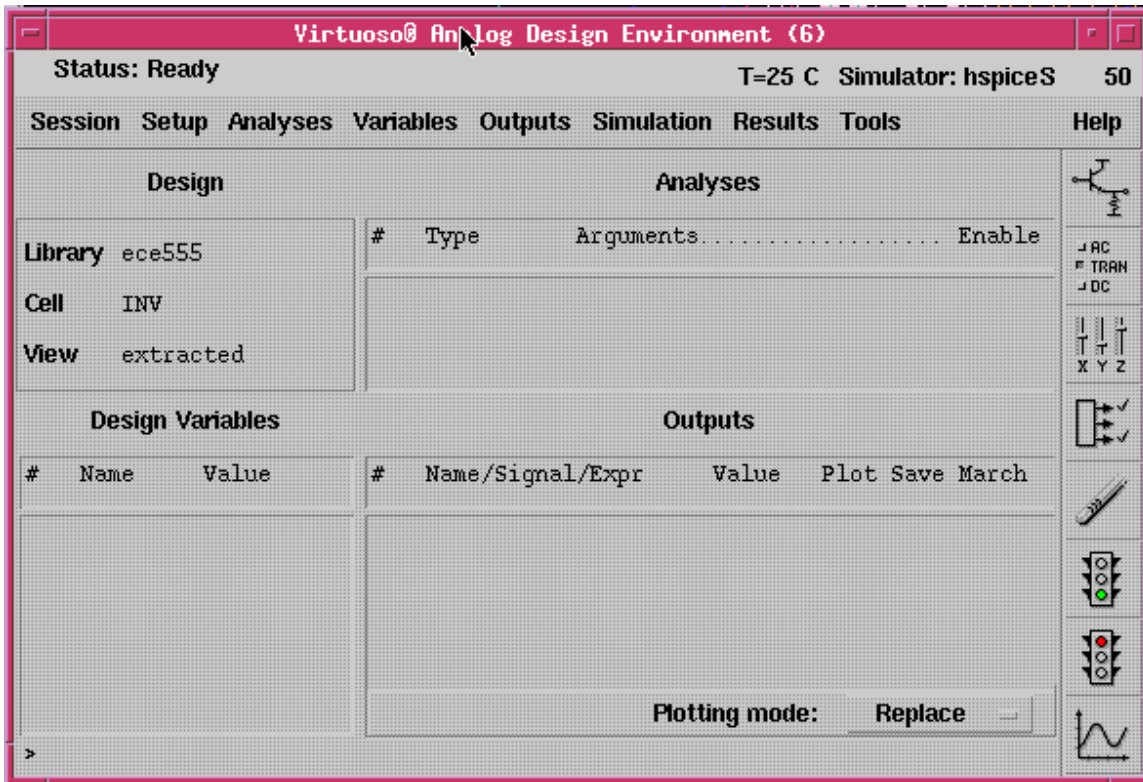 Virtuoso® Analog Design Environment (6)
Status: Ready T=25 C Simulator: hspiceS 50
Session Setup Analyses Variables Outputs Simulation Results Tools Help
Design
Library ece555
Cell INV
View extracted
Analyses
# Type Arguments................... Enable
Design Variables
# Name Value
Outputs
# Name/Signal/Expr Value Plot Save March
Plotting mode: Replace
>
AC
TRAN
DC
X Y Z